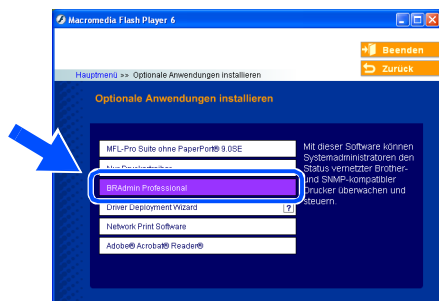 Macromedia Flash Player 6
Beenden
Zurück
Hauptmenü »» Optionale Anwendungen installieren
Optionale Anwendungen installieren
MFL-Pro Suite ohne PaperPort® 9.0SE
Nur Druckertreiber
BRAdmin Professional
Driver Deployment Wizard
?
Network Print Software
Adobe® Acrobat® Reader®
Mit dieser Software können
Systemadministratoren den
Status vernetzter Brother-
und SNMP-kompatibler
Drucker überwachen und
steuern.